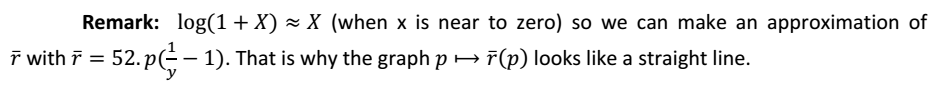 Remark: log(1 + X) ≈ X (when x is near to zero) so we can make an approximation of
r̄ with r̄ = 52. p(1/y − 1). That is why the graph p ↦ r̄(p) looks like a straight line.